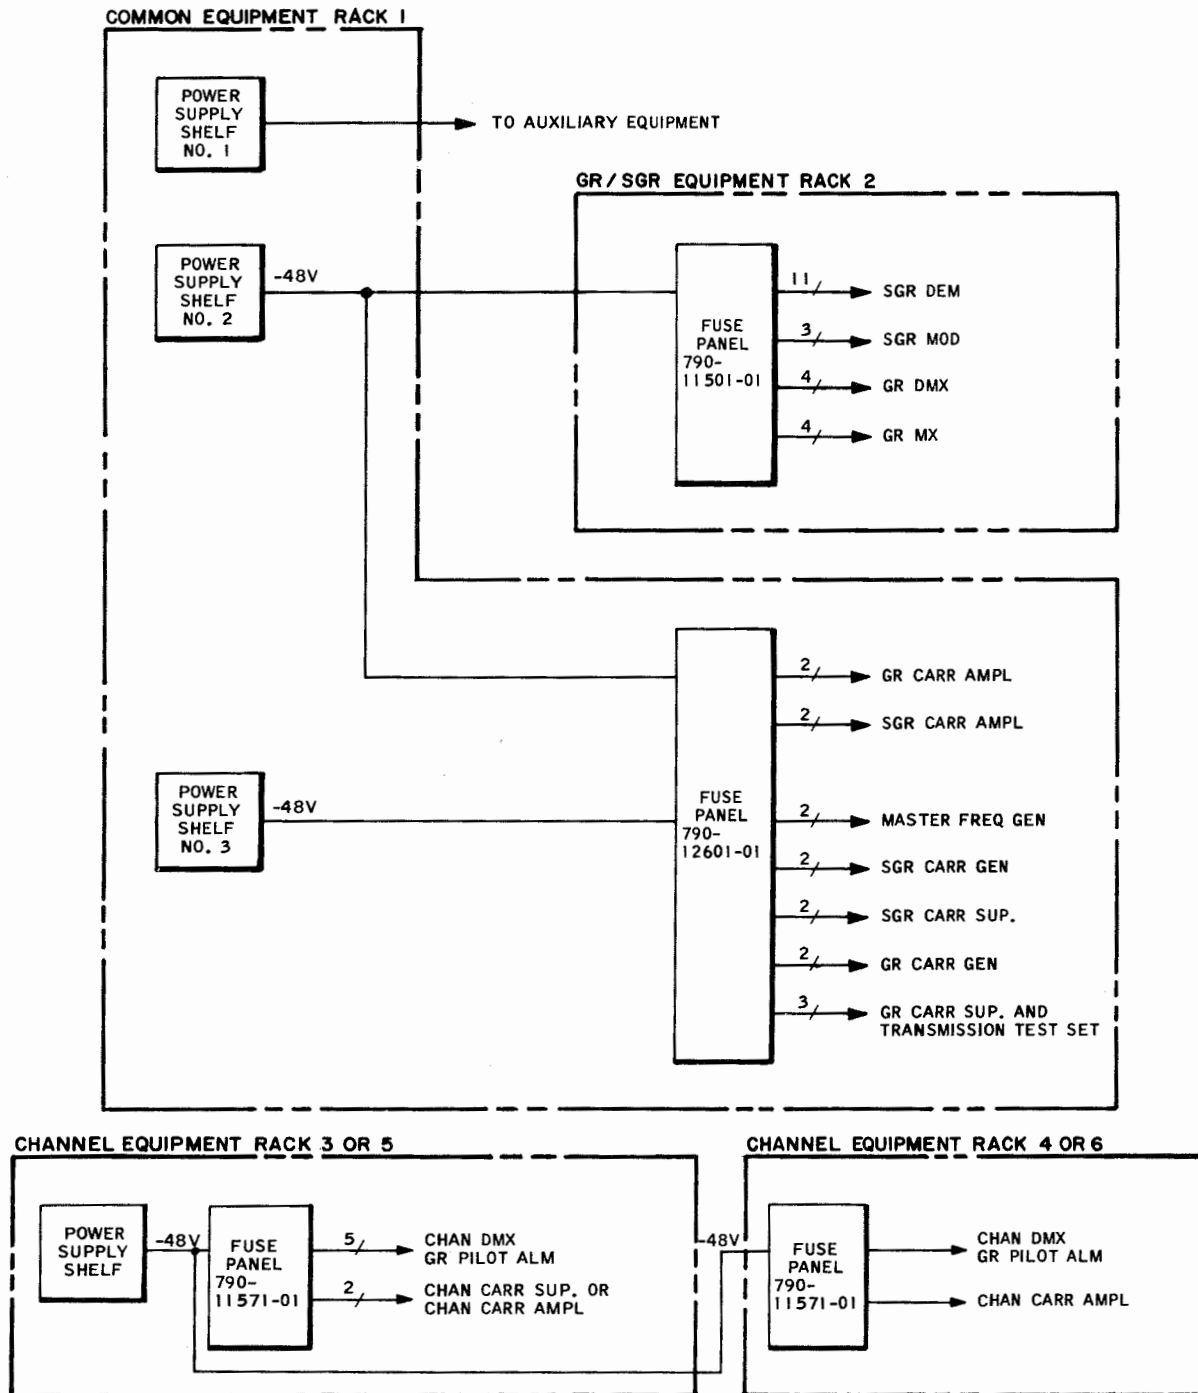 COMMON EQUIPMENT RACK 1
POWER
SUPPLY
SHELF
NO. 1
TO AUXILIARY EQUIPMENT
GR/SGR EQUIPMENT RACK 2
POWER
SUPPLY
SHELF
NO. 2
-48V
FUSE
PANEL
790-
11501-01
11
SGR DEM
3
SGR MOD
4
GR DMX
4
GR MX
POWER
SUPPLY
SHELF
NO. 3
-48V
FUSE
PANEL
790-
12601-01
2
GR CARR AMPL
2
SGR CARR AMPL
2
MASTER FREQ GEN
2
SGR CARR GEN
2
SGR CARR SUP.
2
GR CARR GEN
3
GR CARR SUP. AND
TRANSMISSION TEST SET
CHANNEL EQUIPMENT RACK 3 OR 5
POWER
SUPPLY
SHELF
-48V
FUSE
PANEL
790-
11571-01
5
CHAN DMX
GR PILOT ALM
2
CHAN CARR SUP. OR
CHAN CARR AMPL
CHANNEL EQUIPMENT RACK 4 OR 6
-48V
FUSE
PANEL
790-
11571-01
CHAN DMX
GR PILOT ALM
CHAN CARR AMPL